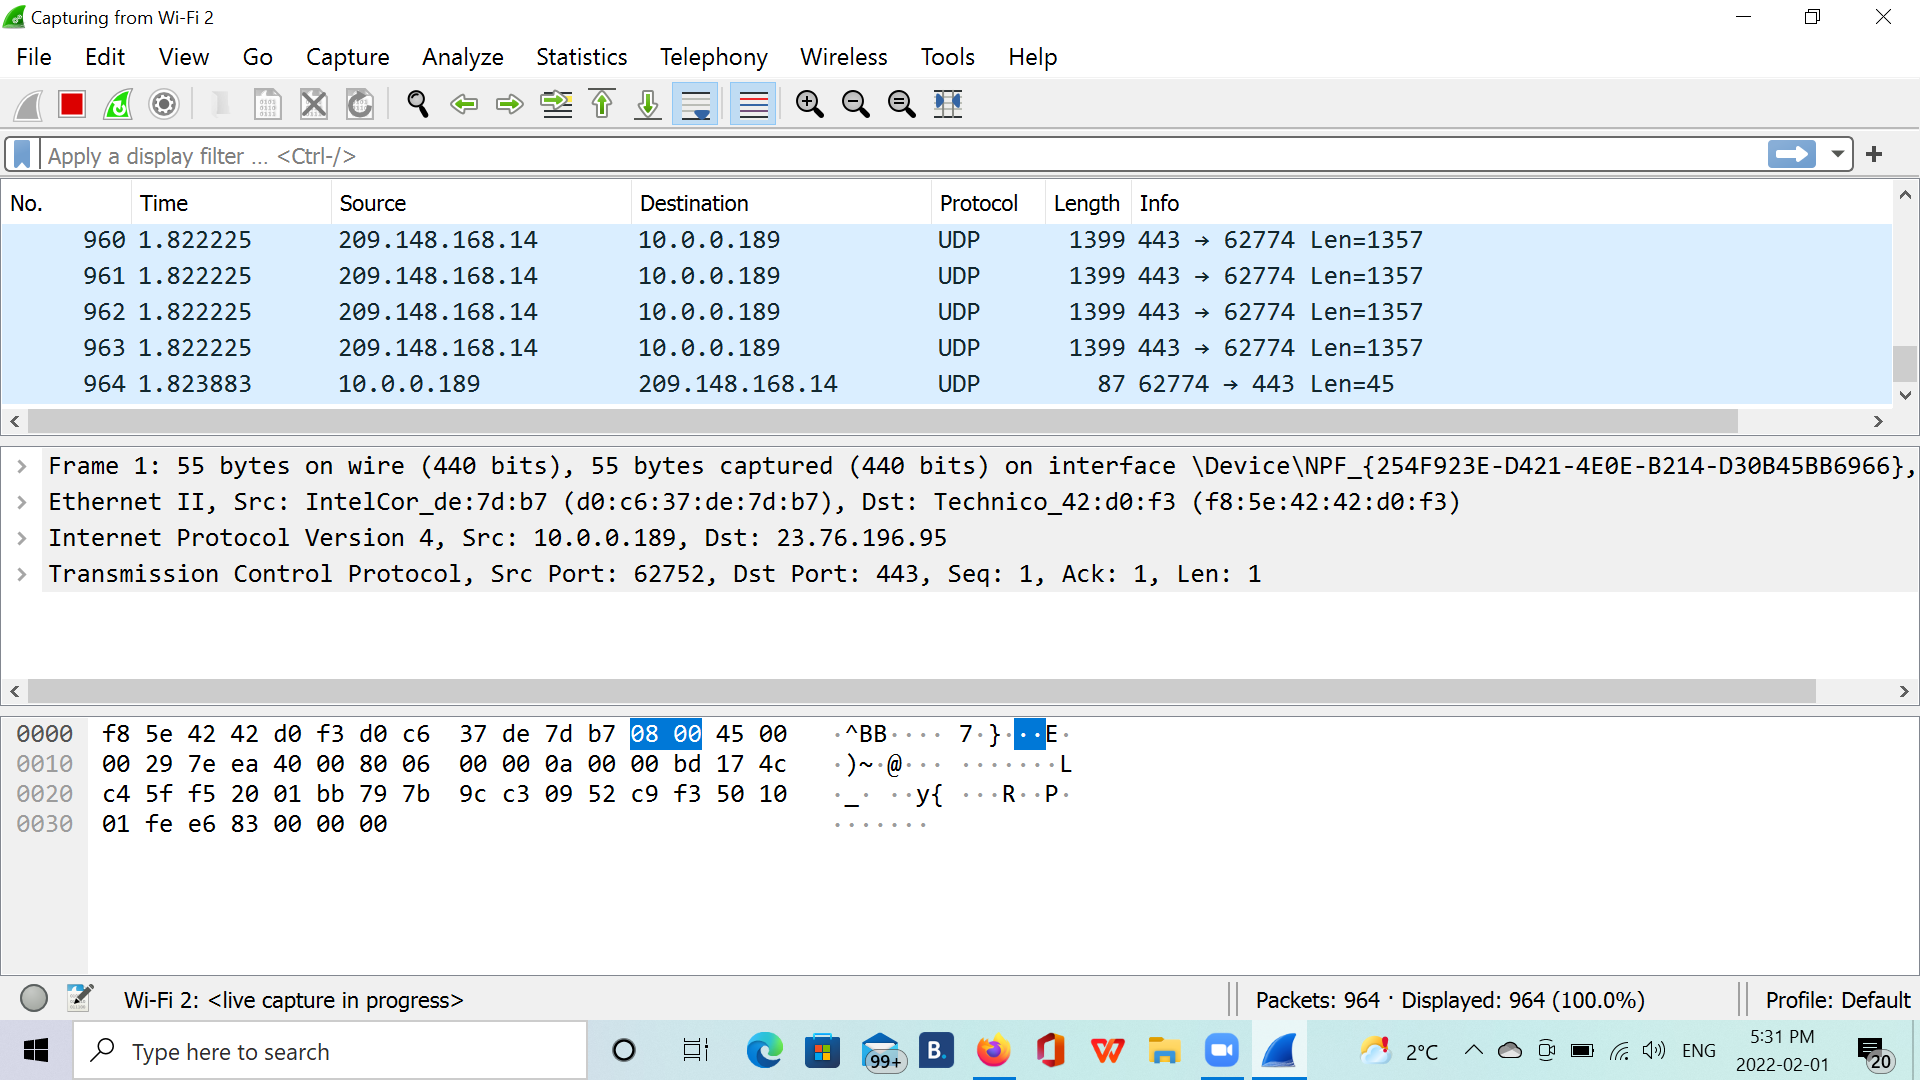 Capturing from Wi-Fi 2
File Edit View Go Capture Analyze Statistics Telephony Wireless Tools Help
Apply a display filter ... <Ctrl-/>
No. Time Source Destination Protocol Length Info
960 1.822225 209.148.168.14 10.0.0.189 UDP 1399 443 → 62774 Len=1357
961 1.822225 209.148.168.14 10.0.0.189 UDP 1399 443 → 62774 Len=1357
962 1.822225 209.148.168.14 10.0.0.189 UDP 1399 443 → 62774 Len=1357
963 1.822225 209.148.168.14 10.0.0.189 UDP 1399 443 → 62774 Len=1357
964 1.823883 10.0.0.189 209.148.168.14 UDP 87 62774 → 443 Len=45
Frame 1: 55 bytes on wire (440 bits), 55 bytes captured (440 bits) on interface \Device\NPF_{254F923E-D421-4E0E-B214-D30B45BB6966},
Ethernet II, Src: IntelCor_de:7d:b7 (d0:c6:37:de:7d:b7), Dst: Technico_42:d0:f3 (f8:5e:42:42:d0:f3)
Internet Protocol Version 4, Src: 10.0.0.189, Dst: 23.76.196.95
Transmission Control Protocol, Src Port: 62752, Dst Port: 443, Seq: 1, Ack: 1, Len: 1
0000 f8 5e 42 42 d0 f3 d0 c6 37 de 7d b7 08 00 45 00 ·^BB···· 7·}···E·
0010 00 29 7e ea 40 00 80 06 00 00 0a 00 00 bd 17 4c ·)~·@··· ·······L
0020 c4 5f f5 20 01 bb 79 7b 9c c3 09 52 c9 f3 50 10 ·_· ··y{ ···R··P·
0030 01 fe e6 83 00 00 00 ·······
Wi-Fi 2: <live capture in progress> Packets: 964 · Displayed: 964 (100.0%) Profile: Default
Type here to search 99+ B. 2°C ENG 5:31 PM
2022-02-01 20